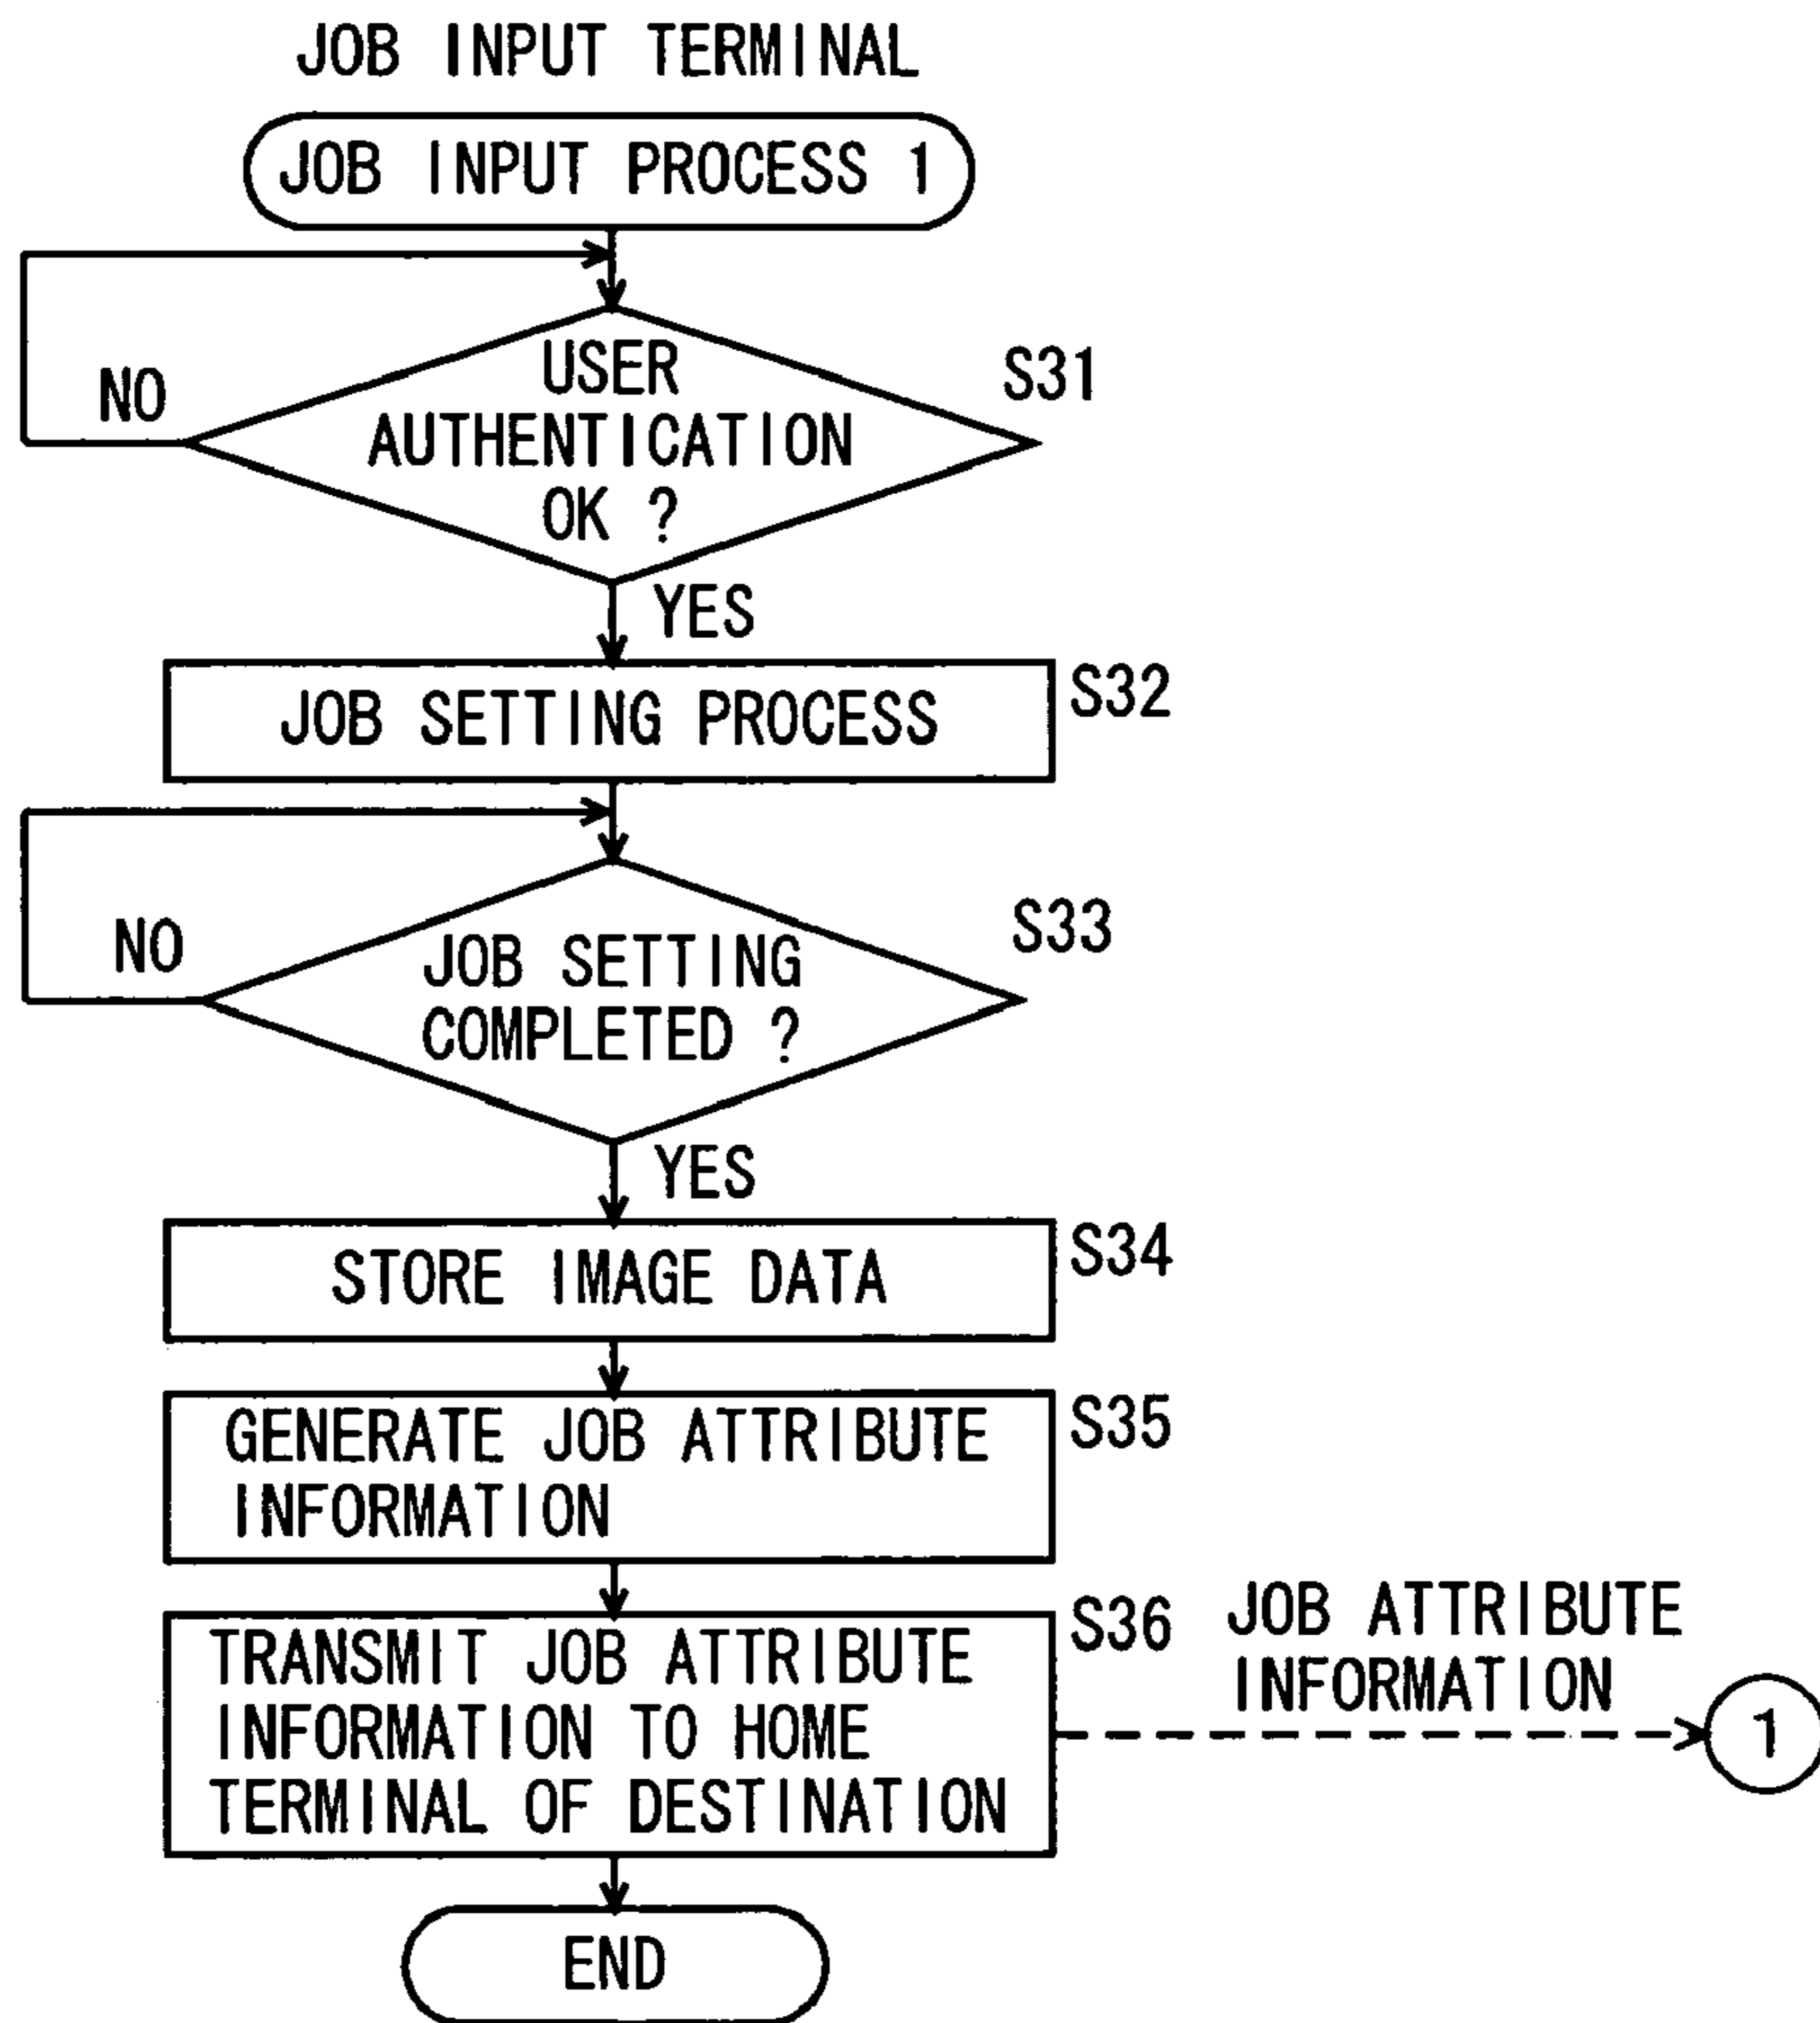 JOB INPUT TERMINAL
JOB INPUT PROCESS 1
USER
AUTHENTICATION
OK ?
S31
NO
YES
JOB SETTING PROCESS
S32
JOB SETTING
COMPLETED ?
S33
NO
YES
STORE IMAGE DATA
S34
GENERATE JOB ATTRIBUTE
INFORMATION
S35
TRANSMIT JOB ATTRIBUTE
INFORMATION TO HOME
TERMINAL OF DESTINATION
S36
JOB ATTRIBUTE
INFORMATION
1
END